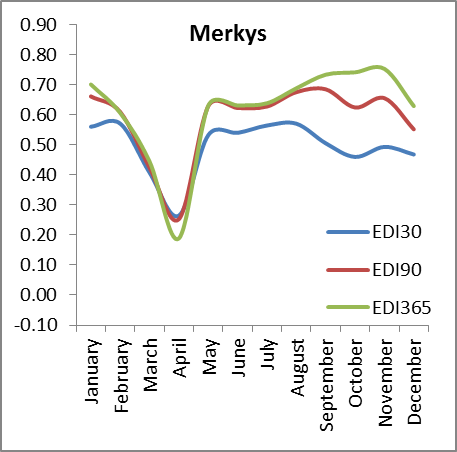 Merkys
0.90
0.80
0.70
0.60
0.50
0.40
0.30
0.20
0.10
0.00
-0.10
EDI30
EDI90
EDI365
January
February
March
April
May
June
July
August
September
October
November
December